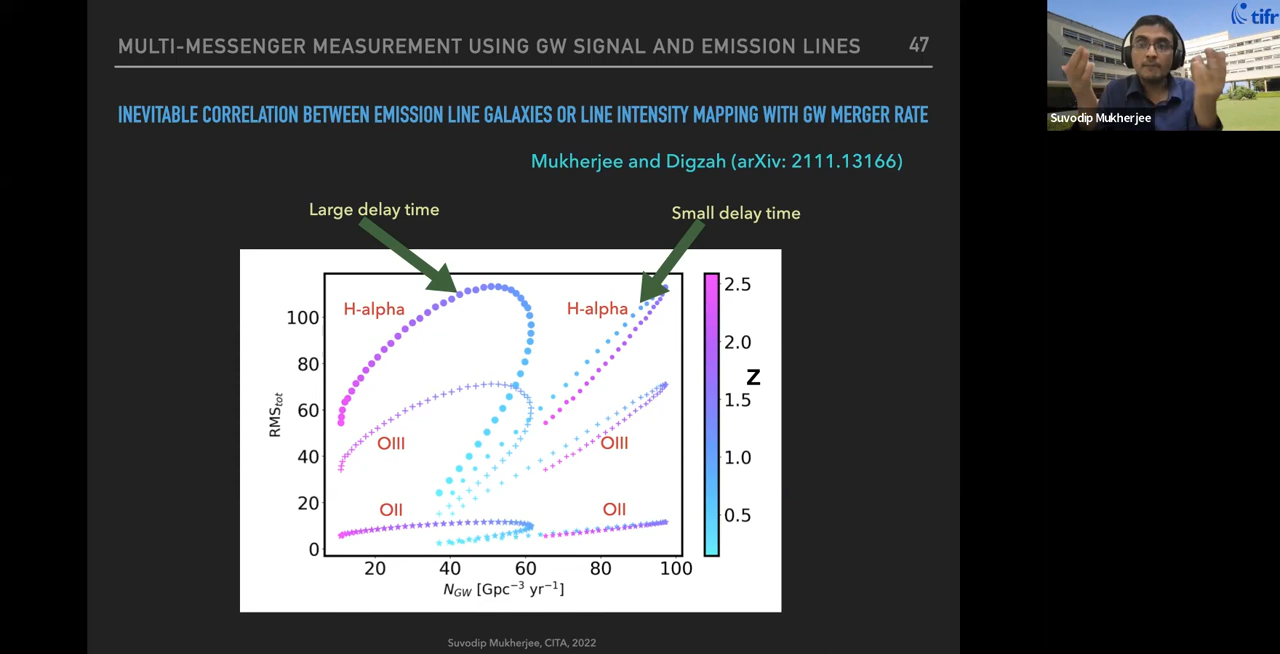 MULTI-MESSENGER MEASUREMENT USING GW SIGNAL AND EMISSION LINES
47
INEVITABLE CORRELATION BETWEEN EMISSION LINE GALAXIES OR LINE INTENSITY MAPPING WITH GW MERGER RATE
Mukherjee and Digzah (arXiv: 2111.13166)
Large delay time
Small delay time
H-alpha
H-alpha
OIII
OIII
OII
OII
RMS_tot
100
80
60
40
20
0
20 40 60 80 100
N_GW [Gpc⁻³ yr⁻¹]
2.5
2.0
1.5
1.0
0.5
Z
Suvodip Mukherjee, CITA, 2022
tifr
Suvodip Mukherjee